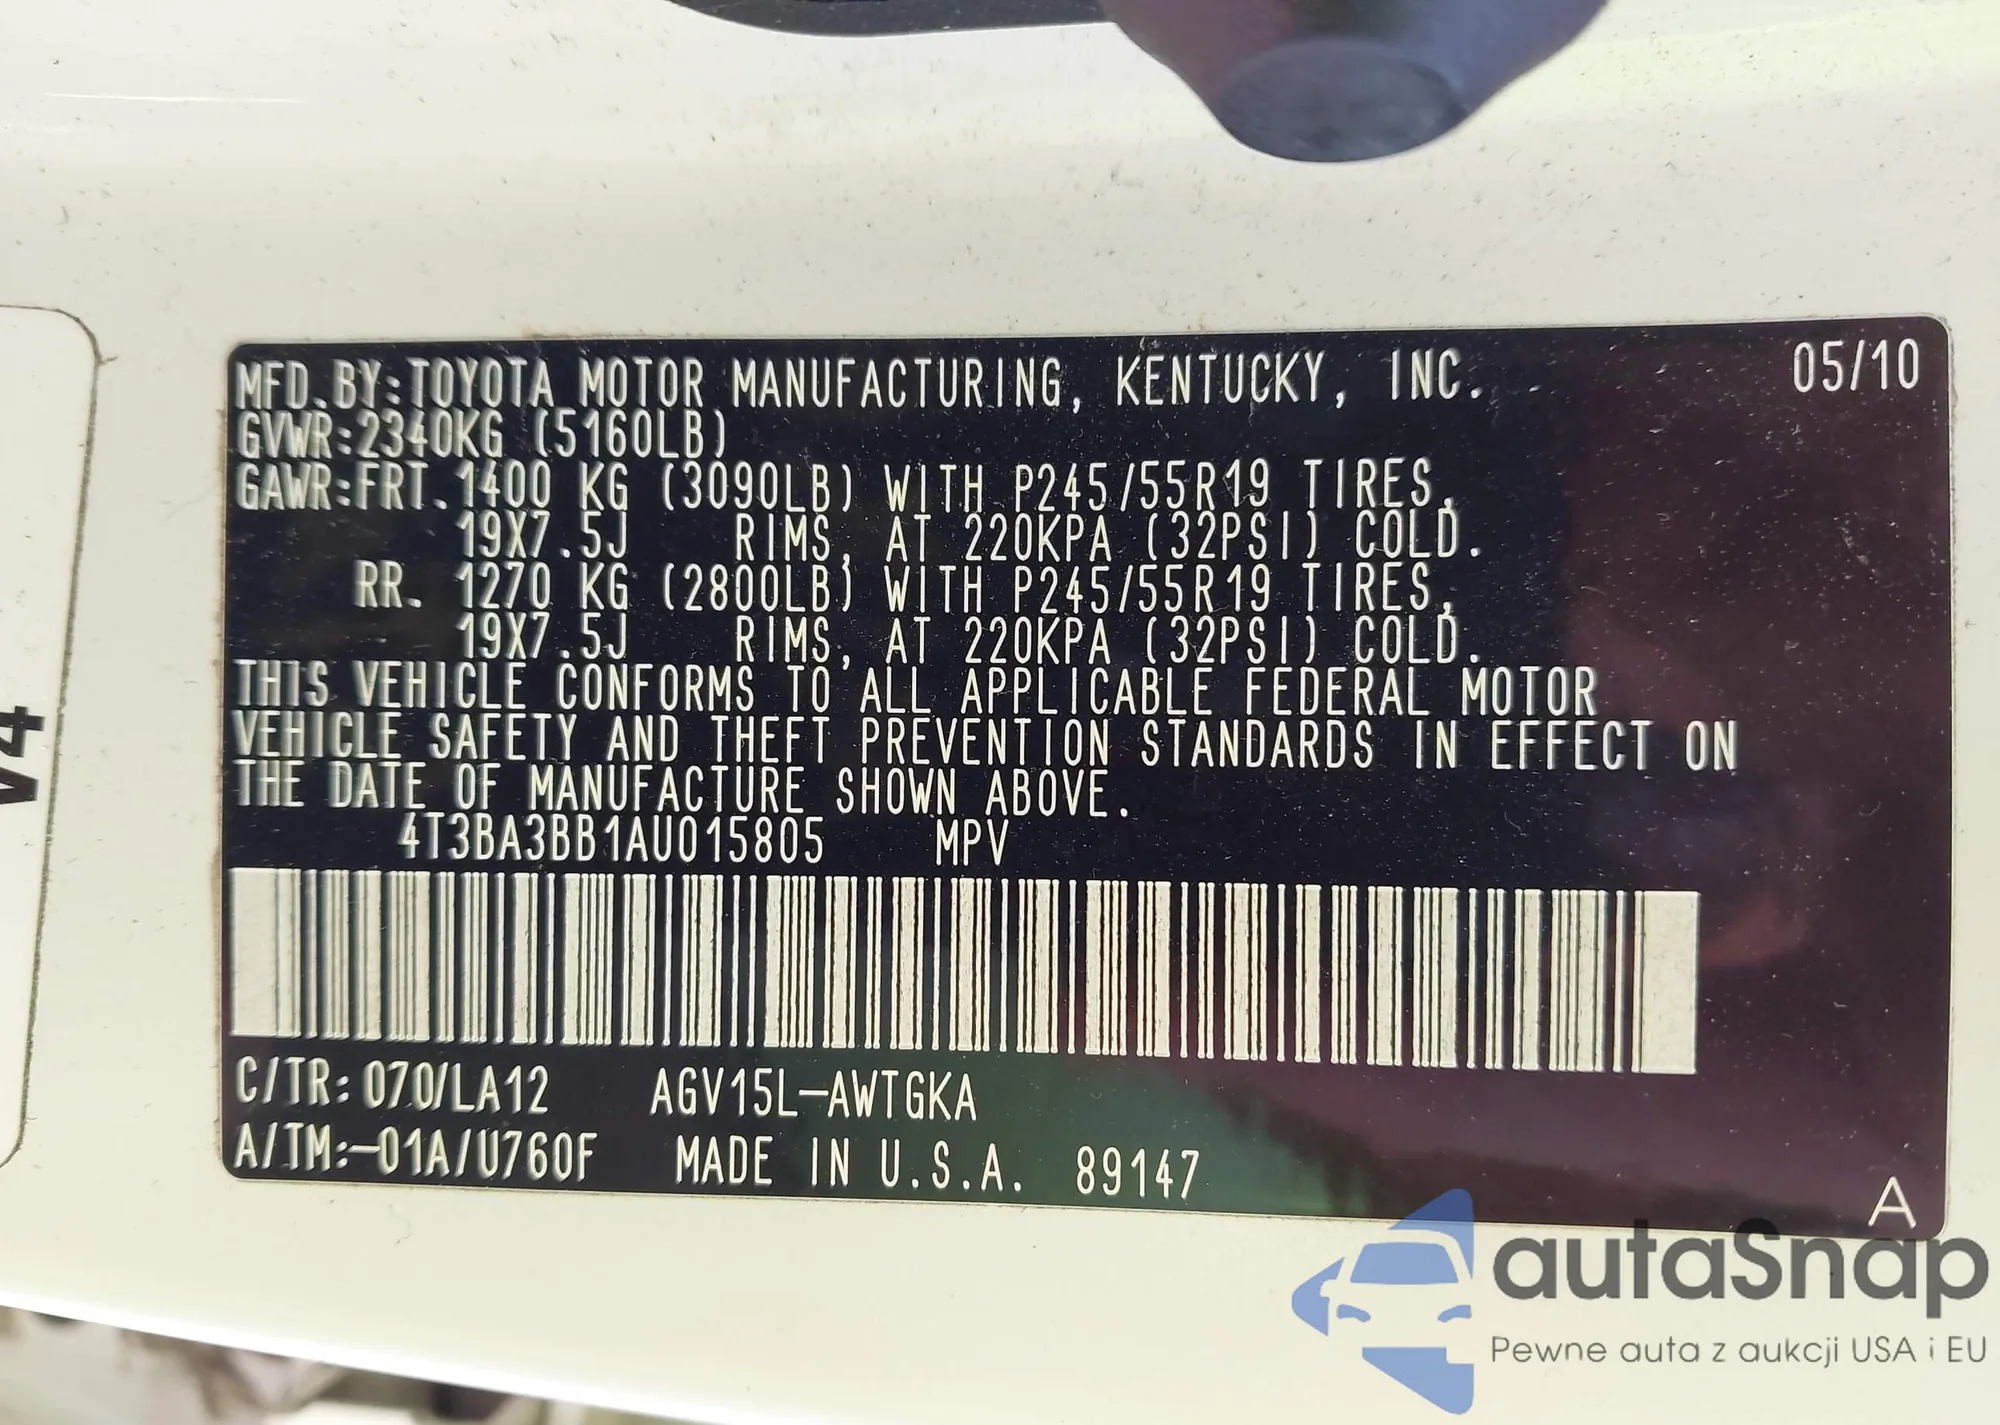 MFD.BY:TOYOTA MOTOR MANUFACTURING, KENTUCKY, INC. 05/10
GVWR:2340KG (5160LB)
GAWR:FRT.1400 KG (3090LB) WITH P245/55R19 TIRES,
19X7.5J RIMS, AT 220KPA (32PSI) COLD.
RR. 1270 KG (2800LB) WITH P245/55R19 TIRES,
19X7.5J RIMS, AT 220KPA (32PSI) COLD.
THIS VEHICLE CONFORMS TO ALL APPLICABLE FEDERAL MOTOR
VEHICLE SAFETY AND THEFT PREVENTION STANDARDS IN EFFECT ON
THE DATE OF MANUFACTURE SHOWN ABOVE.
4T3BA3BB1AU015805 MPV
C/TR: 070/LA12 AGV15L-AWTGKA
A/TM:-01A/U760F MADE IN U.S.A. 89147
A
autaSnap
Pewne auta z aukcji USA i EU